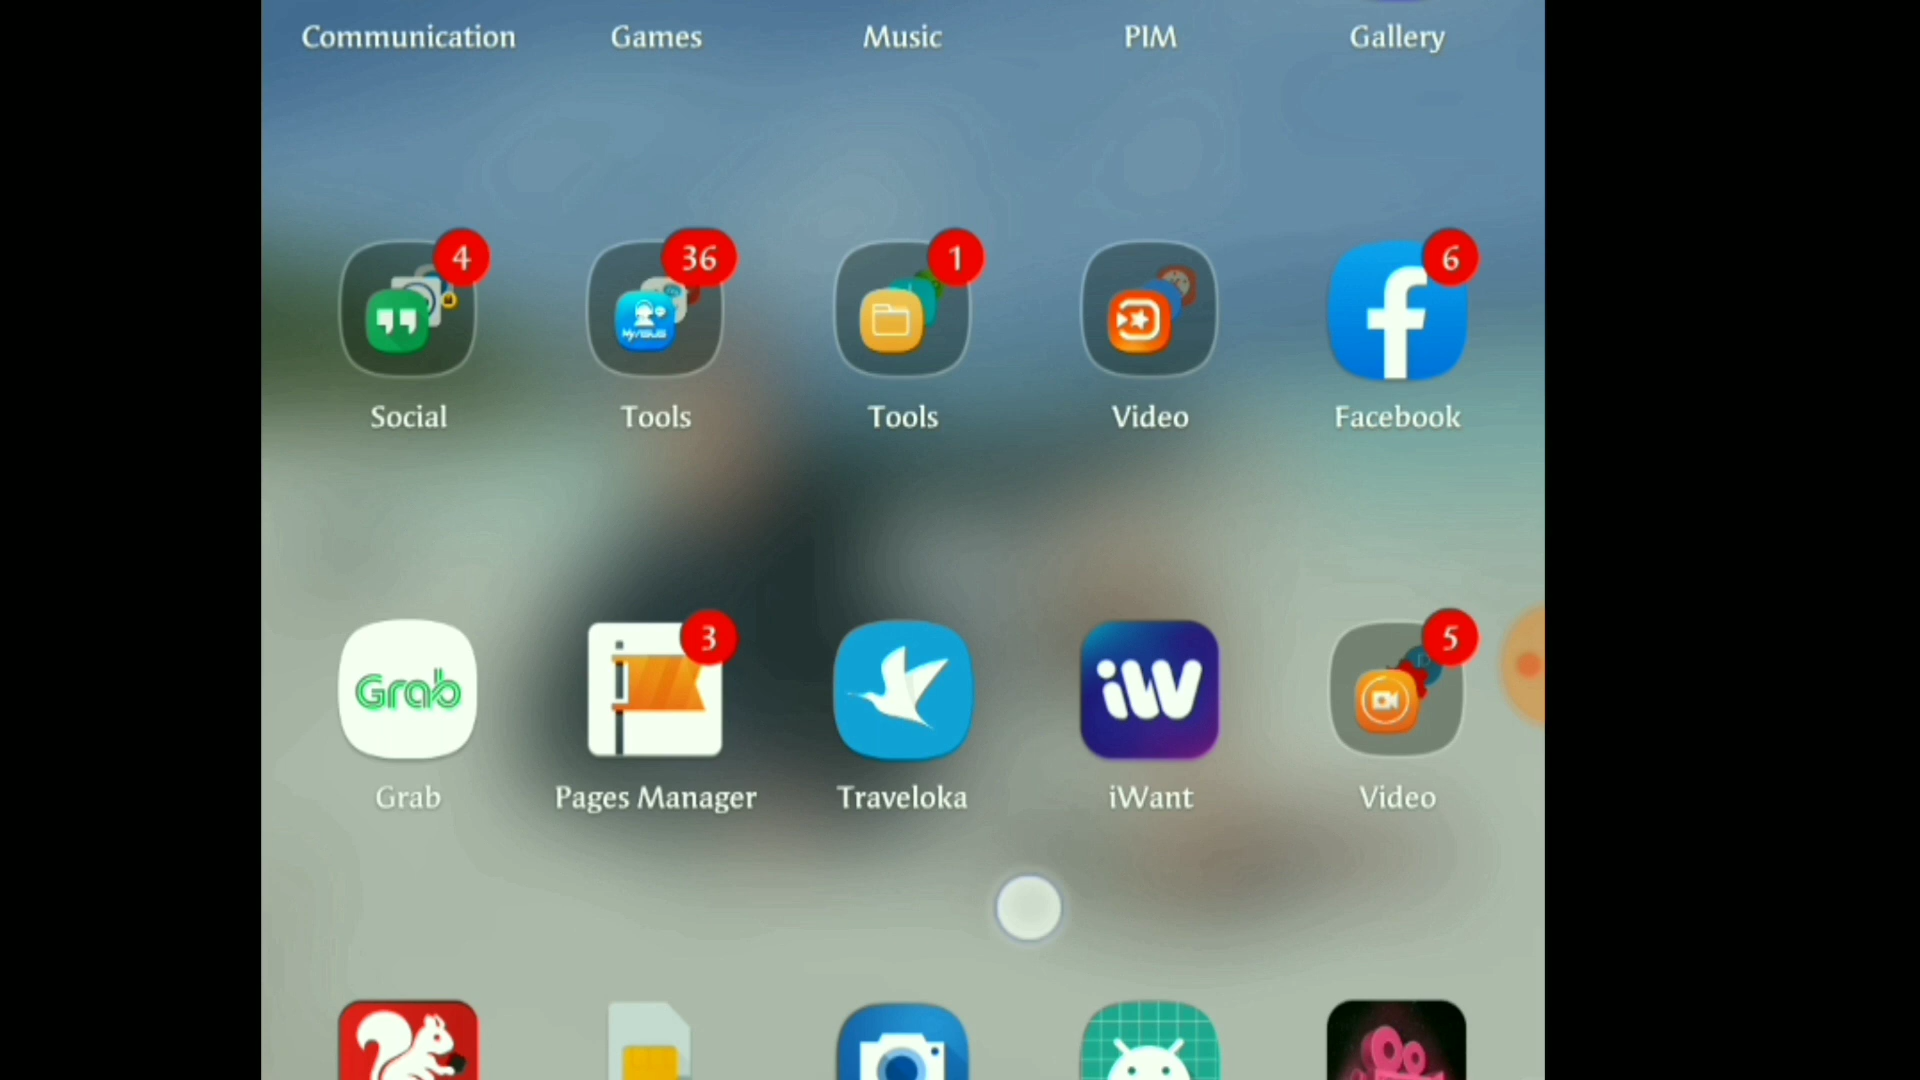 Communication Games Music PIM Gallery
4 36 1 6
MyASUS
Social Tools Tools Video Facebook
3 5
Grab iW
Grab Pages Manager Traveloka iWant Video